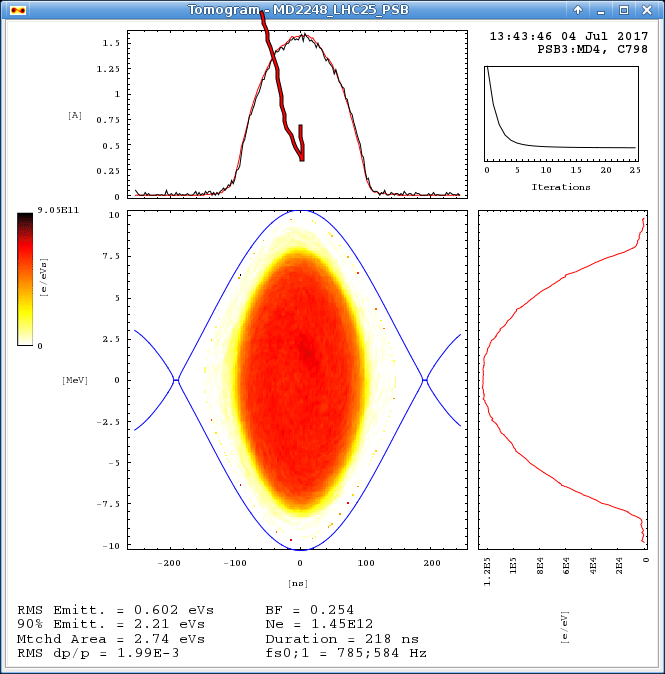 Tomogram - MD2248_LHC25_PSB
13:43:46 04 Jul 2017
PSB3:MD4, C798
1.5
1.25
1
0.75
0.5
0.25
0
[A]
0 5 10 15 20 25
Iterations
9.05E11
[e/eVs]
0
10
7.5
5
2.5
0
-2.5
-5
-7.5
-10
[MeV]
-200 -100 0 100 200
[ns]
1.2E5 1E5 8E4 6E4 4E4 2E4 0
[e/eV]
RMS Emitt. = 0.602 eVs BF = 0.254
90% Emitt. = 2.21 eVs Ne = 1.45E12
Mtchd Area = 2.74 eVs Duration = 218 ns
RMS dp/p = 1.99E-3 fs0;1 = 785;584 Hz